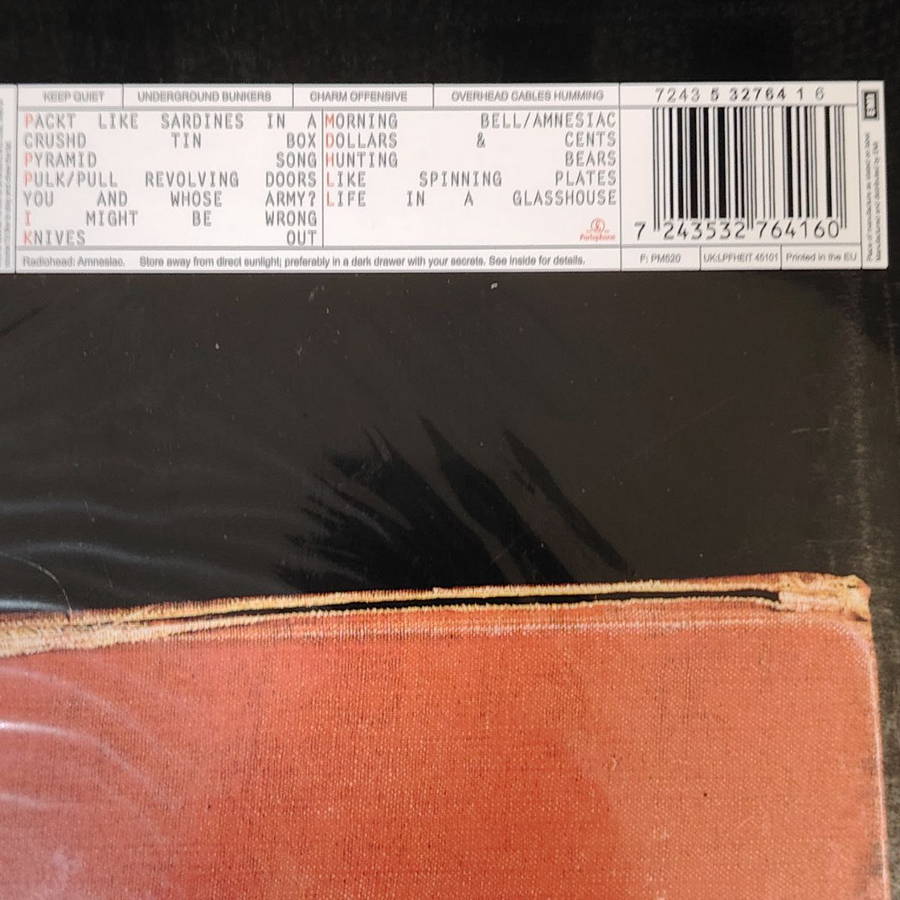 KEEP QUIET
UNDERGROUND BUNKERS
CHARM OFFENSIVE
OVERHEAD CABLES HUMMING
PACKT LIKE SARDINES IN A
CRUSHD TIN BOX
PYRAMID SONG
PULK/PULL REVOLVING DOORS
YOU AND WHOSE ARMY?
I MIGHT BE WRONG
KNIVES OUT
MORNING BELL/AMNESIAC
DOLLARS & CENTS
HUNTING BEARS
LIKE SPINNING PLATES
LIFE IN A GLASSHOUSE
Parlophone
7243 5 32764 1 6
7 243532 764160
EMI
Radiohead: Amnesiac. Store away from direct sunlight; preferably in a dark drawer with your secrets. See inside for details.
F: PM520
UK:LPFHEIT 45101
Printed in the EU